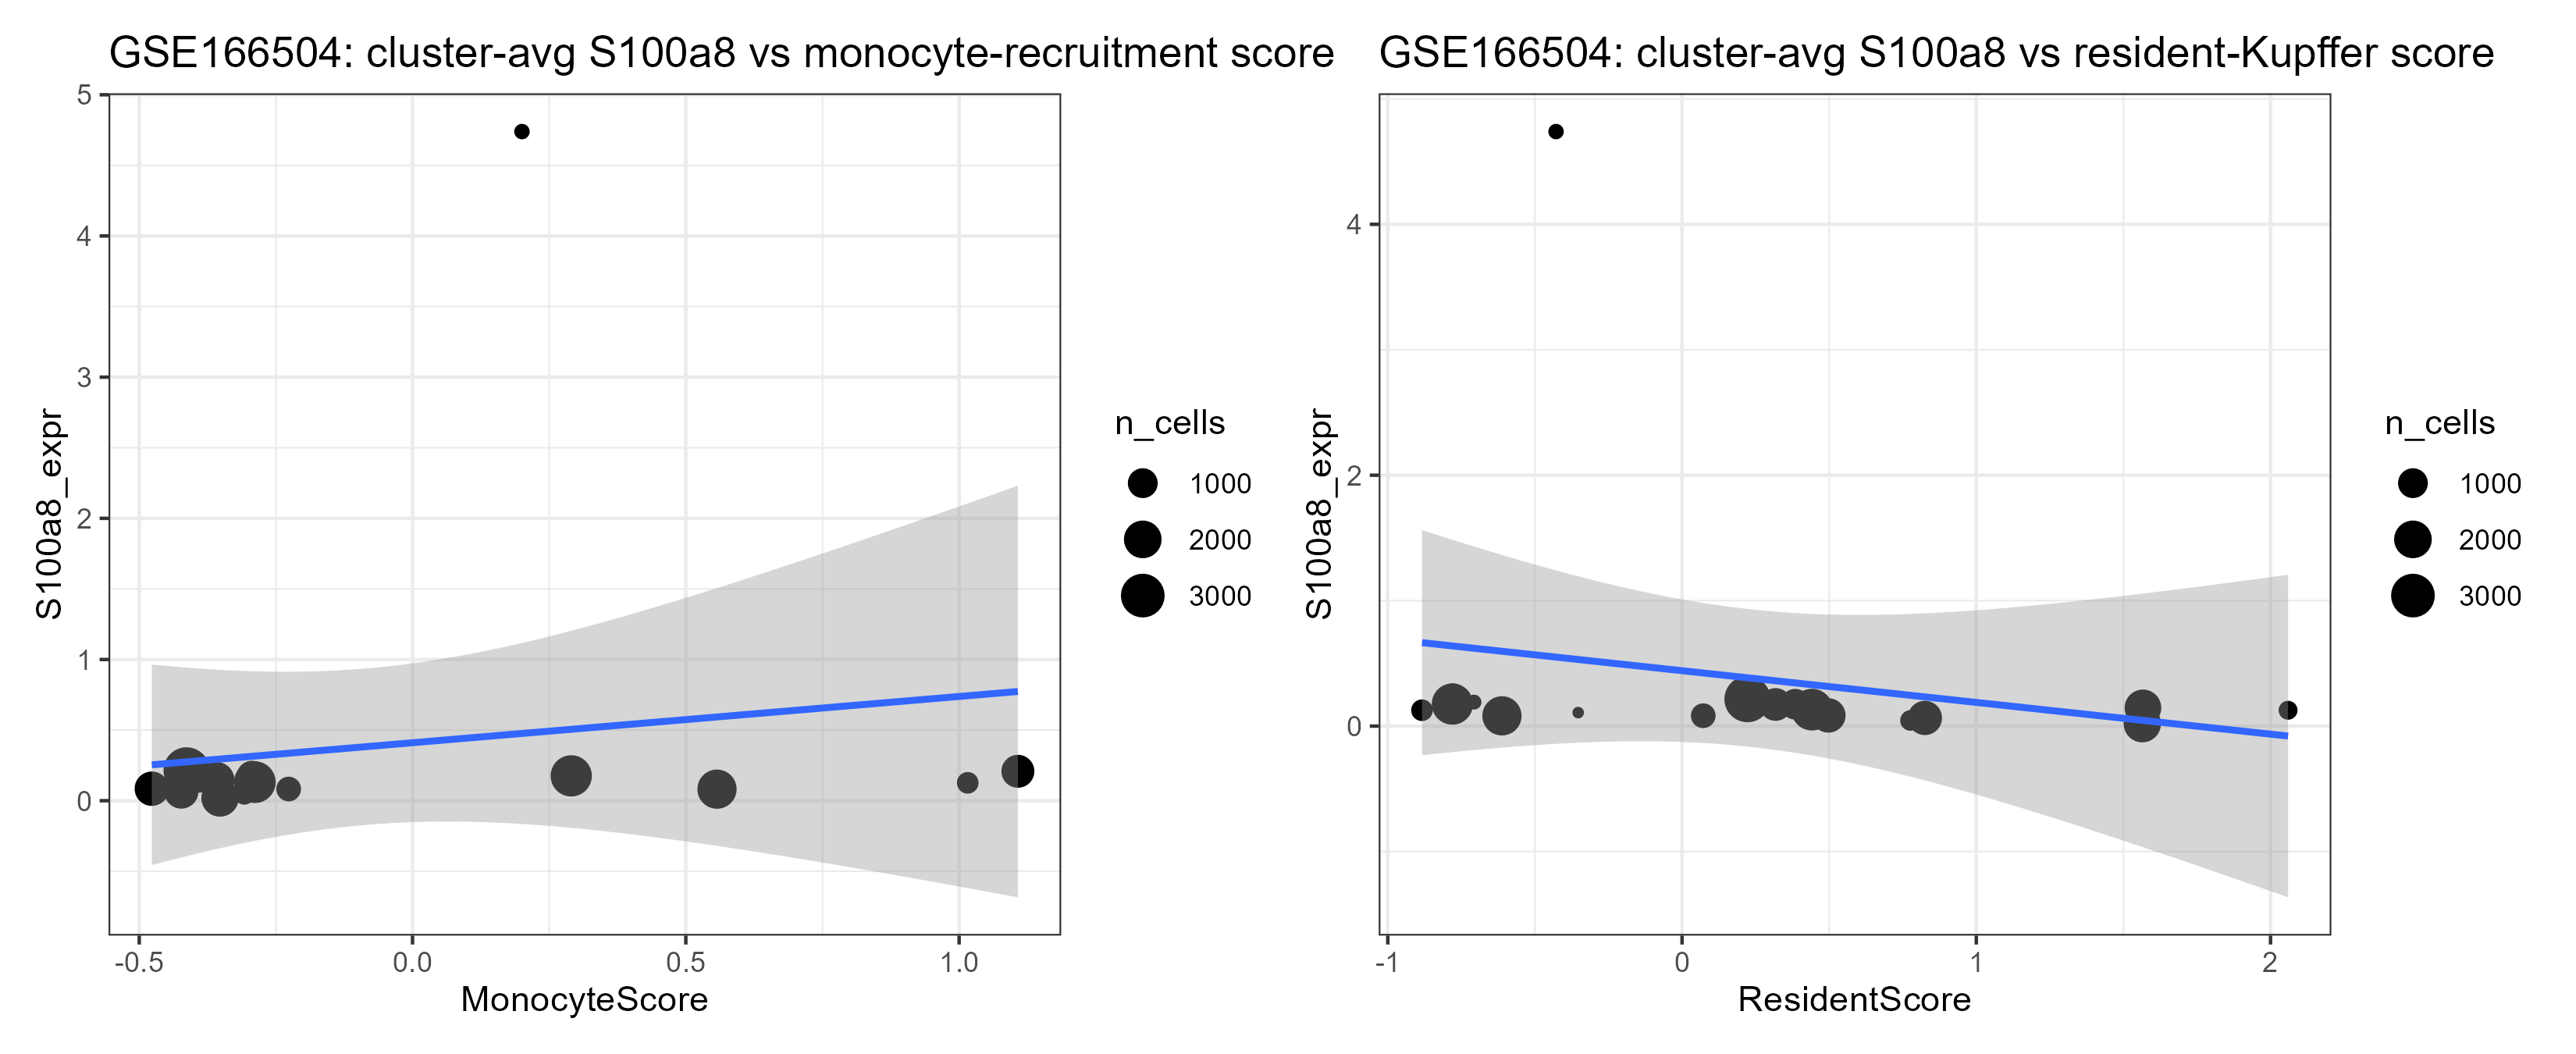 GSE166504: cluster-avg S100a8 vs monocyte-recruitment score
S100a8_expr
5
4
3
2
1
0
-0.5
0.0
0.5
1.0
MonocyteScore
n_cells
1000
2000
3000
GSE166504: cluster-avg S100a8 vs resident-Kupffer score
S100a8_expr
4
2
0
-1
0
1
2
ResidentScore
n_cells
1000
2000
3000